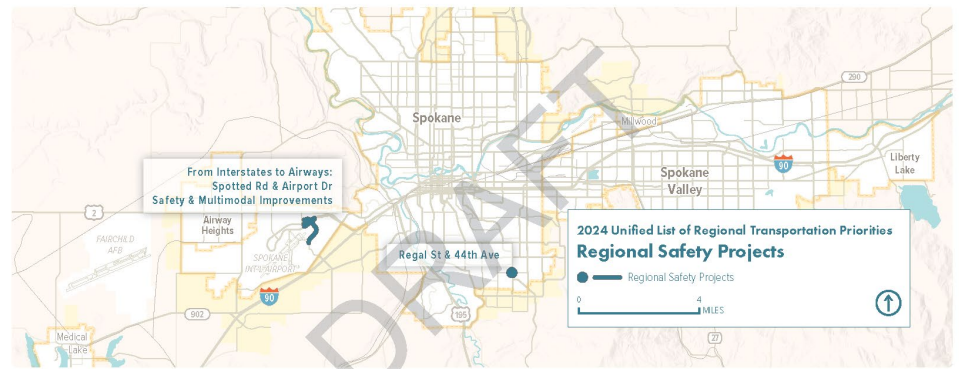 290
Spokane
Millwood
90
Liberty
Lake
From Interstates to Airways:
Spotted Rd & Airport Dr
Safety & Multimodal Improvements
Spokane
Valley
2
Airway
Heights
2024 Unified List of Regional Transportation Priorities
Regional Safety Projects
FAIRCHILD
AFB
Regal St & 44th Ave
SPOKANE
INT'L AIRPORT
Regional Safety Projects
90
0
4
MILES
902
195
27
Medical
Lake
DRAFT